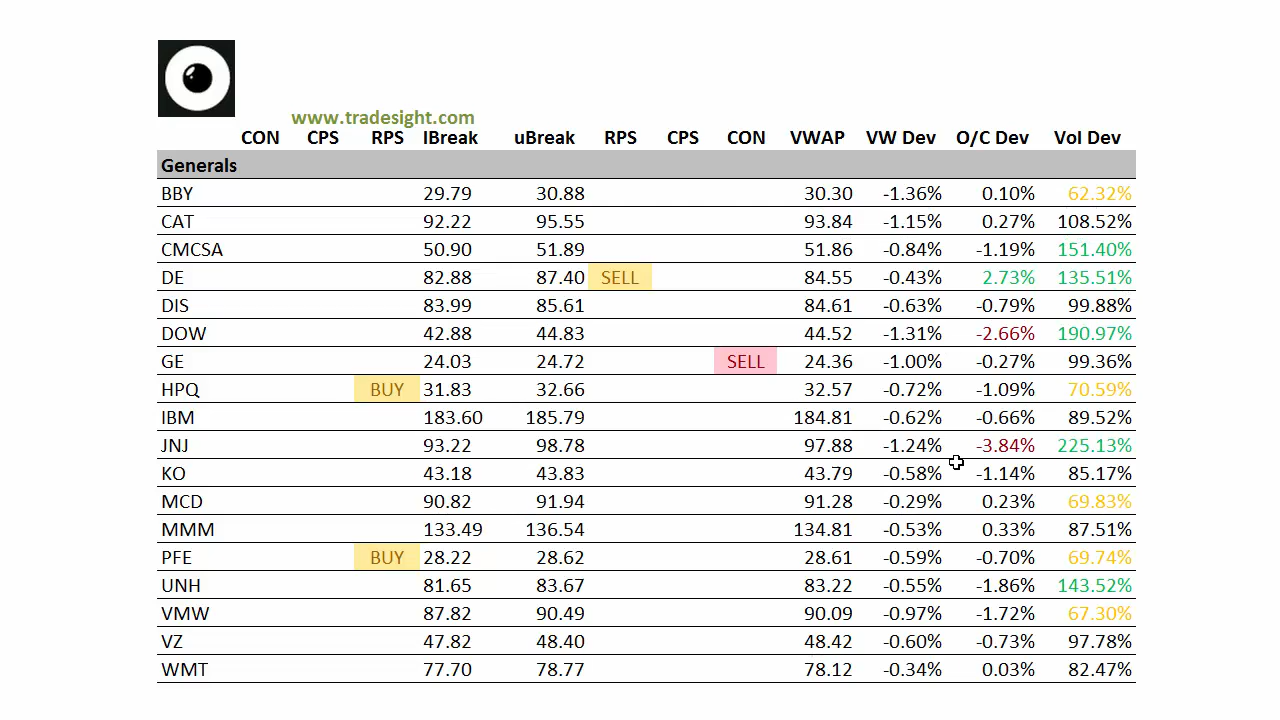 www.tradesight.com
CON CPS RPS lBreak uBreak RPS CPS CON VWAP VW Dev O/C Dev Vol Dev
Generals
BBY 29.79 30.88 30.30 -1.36% 0.10% 62.32%
CAT 92.22 95.55 93.84 -1.15% 0.27% 108.52%
CMCSA 50.90 51.89 51.86 -0.84% -1.19% 151.40%
DE 82.88 87.40 SELL 84.55 -0.43% 2.73% 135.51%
DIS 83.99 85.61 84.61 -0.63% -0.79% 99.88%
DOW 42.88 44.83 44.52 -1.31% -2.66% 190.97%
GE 24.03 24.72 SELL 24.36 -1.00% -0.27% 99.36%
HPQ BUY 31.83 32.66 32.57 -0.72% -1.09% 70.59%
IBM 183.60 185.79 184.81 -0.62% -0.66% 89.52%
JNJ 93.22 98.78 97.88 -1.24% -3.84% 225.13%
KO 43.18 43.83 43.79 -0.58% -1.14% 85.17%
MCD 90.82 91.94 91.28 -0.29% 0.23% 69.83%
MMM 133.49 136.54 134.81 -0.53% 0.33% 87.51%
PFE BUY 28.22 28.62 28.61 -0.59% -0.70% 69.74%
UNH 81.65 83.67 83.22 -0.55% -1.86% 143.52%
VMW 87.82 90.49 90.09 -0.97% -1.72% 67.30%
VZ 47.82 48.40 48.42 -0.60% -0.73% 97.78%
WMT 77.70 78.77 78.12 -0.34% 0.03% 82.47%